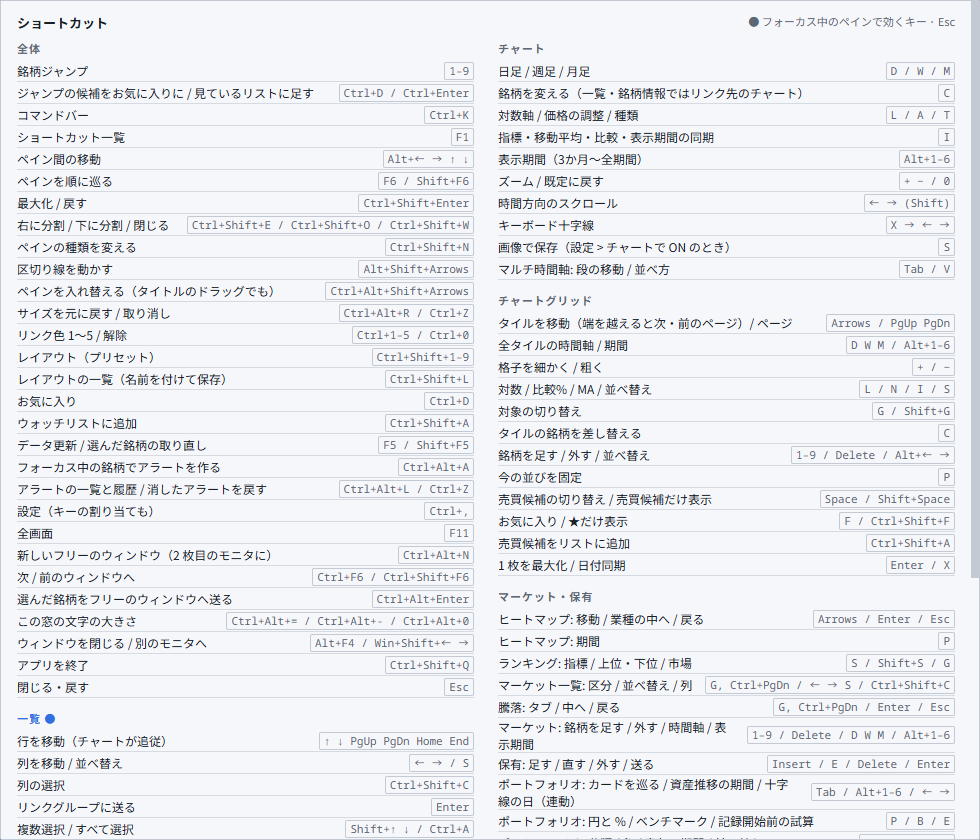 ショートカット
● フォーカス中のペインで効くキー · Esc
全体
銘柄ジャンプ 1-9
ジャンプの候補をお気に入りに / 見ているリストに足す Ctrl+D / Ctrl+Enter
コマンドバー Ctrl+K
ショートカット一覧 F1
ペイン間の移動 Alt+← → ↑ ↓
ペインを順に巡る F6 / Shift+F6
最大化 / 戻す Ctrl+Shift+Enter
右に分割 / 下に分割 / 閉じる Ctrl+Shift+E / Ctrl+Shift+O / Ctrl+Shift+W
ペインの種類を変える Ctrl+Shift+N
区切り線を動かす Alt+Shift+Arrows
ペインを入れ替える（タイトルのドラッグでも） Ctrl+Alt+Shift+Arrows
サイズを元に戻す / 取り消し Ctrl+Alt+R / Ctrl+Z
リンク色 1〜5 / 解除 Ctrl+1-5 / Ctrl+0
レイアウト（プリセット） Ctrl+Shift+1-9
レイアウトの一覧（名前を付けて保存） Ctrl+Shift+L
お気に入り Ctrl+D
ウォッチリストに追加 Ctrl+Shift+A
データ更新 / 選んだ銘柄の取り直し F5 / Shift+F5
フォーカス中の銘柄でアラートを作る Ctrl+Alt+A
アラートの一覧と履歴 / 消したアラートを戻す Ctrl+Alt+L / Ctrl+Z
設定（キーの割り当ても） Ctrl+,
全画面 F11
新しいフリーのウィンドウ（2 枚目のモニタに） Ctrl+Alt+N
次 / 前のウィンドウへ Ctrl+F6 / Ctrl+Shift+F6
選んだ銘柄をフリーのウィンドウへ送る Ctrl+Alt+Enter
この窓の文字の大きさ Ctrl+Alt+= / Ctrl+Alt+- / Ctrl+Alt+0
ウィンドウを閉じる / 別のモニタへ Alt+F4 / Win+Shift+← →
アプリを終了 Ctrl+Shift+Q
閉じる・戻す Esc
一覧 ●
行を移動（チャートが追従） ↑ ↓ PgUp PgDn Home End
列を移動 / 並べ替え ← → / S
列の選択 Ctrl+Shift+C
リンクグループに送る Enter
複数選択 / すべて選択 Shift+↑ ↓ / Ctrl+A
チャート
日足 / 週足 / 月足 D / W / M
銘柄を変える（一覧・銘柄情報ではリンク先のチャート） C
対数軸 / 価格の調整 / 種類 L / A / T
指標・移動平均・比較・表示期間の同期 I
表示期間（3か月〜全期間） Alt+1-6
ズーム / 既定に戻す + − / 0
時間方向のスクロール ← → (Shift)
キーボード十字線 X → ← →
画像で保存（設定 > チャートで ON のとき） S
マルチ時間軸: 段の移動 / 並べ方 Tab / V
チャートグリッド
タイルを移動（端を越えると次・前のページ）/ ページ Arrows / PgUp PgDn
全タイルの時間軸 / 期間 D W M / Alt+1-6
格子を細かく / 粗く + / −
対数 / 比較% / MA / 並べ替え L / N / I / S
対象の切り替え G / Shift+G
タイルの銘柄を差し替える C
銘柄を足す / 外す / 並べ替え 1-9 / Delete / Alt+← →
今の並びを固定 P
売買候補の切り替え / 売買候補だけ表示 Space / Shift+Space
お気に入り / ★だけ表示 F / Ctrl+Shift+F
売買候補をリストに追加 Ctrl+Shift+A
1 枚を最大化 / 日付同期 Enter / X
マーケット・保有
ヒートマップ: 移動 / 業種の中へ / 戻る Arrows / Enter / Esc
ヒートマップ: 期間 P
ランキング: 指標 / 上位・下位 / 市場 S / Shift+S / G
マーケット一覧: 区分 / 並べ替え / 列 G, Ctrl+PgDn / ← → S / Ctrl+Shift+C
騰落: タブ / 中へ / 戻る G, Ctrl+PgDn / Enter / Esc
マーケット: 銘柄を足す / 外す / 時間軸 / 表 1-9 / Delete / D W M / Alt+1-6
示期間
保有: 足す / 直す / 外す / 送る Insert / E / Delete / Enter
ポートフォリオ: カードを巡る / 資産推移の期間 / 十字 Tab / Alt+1-6 / ← →
線の日（連動）
ポートフォリオ: 円と % / ベンチマーク / 記録開始前の試算 P / B / E